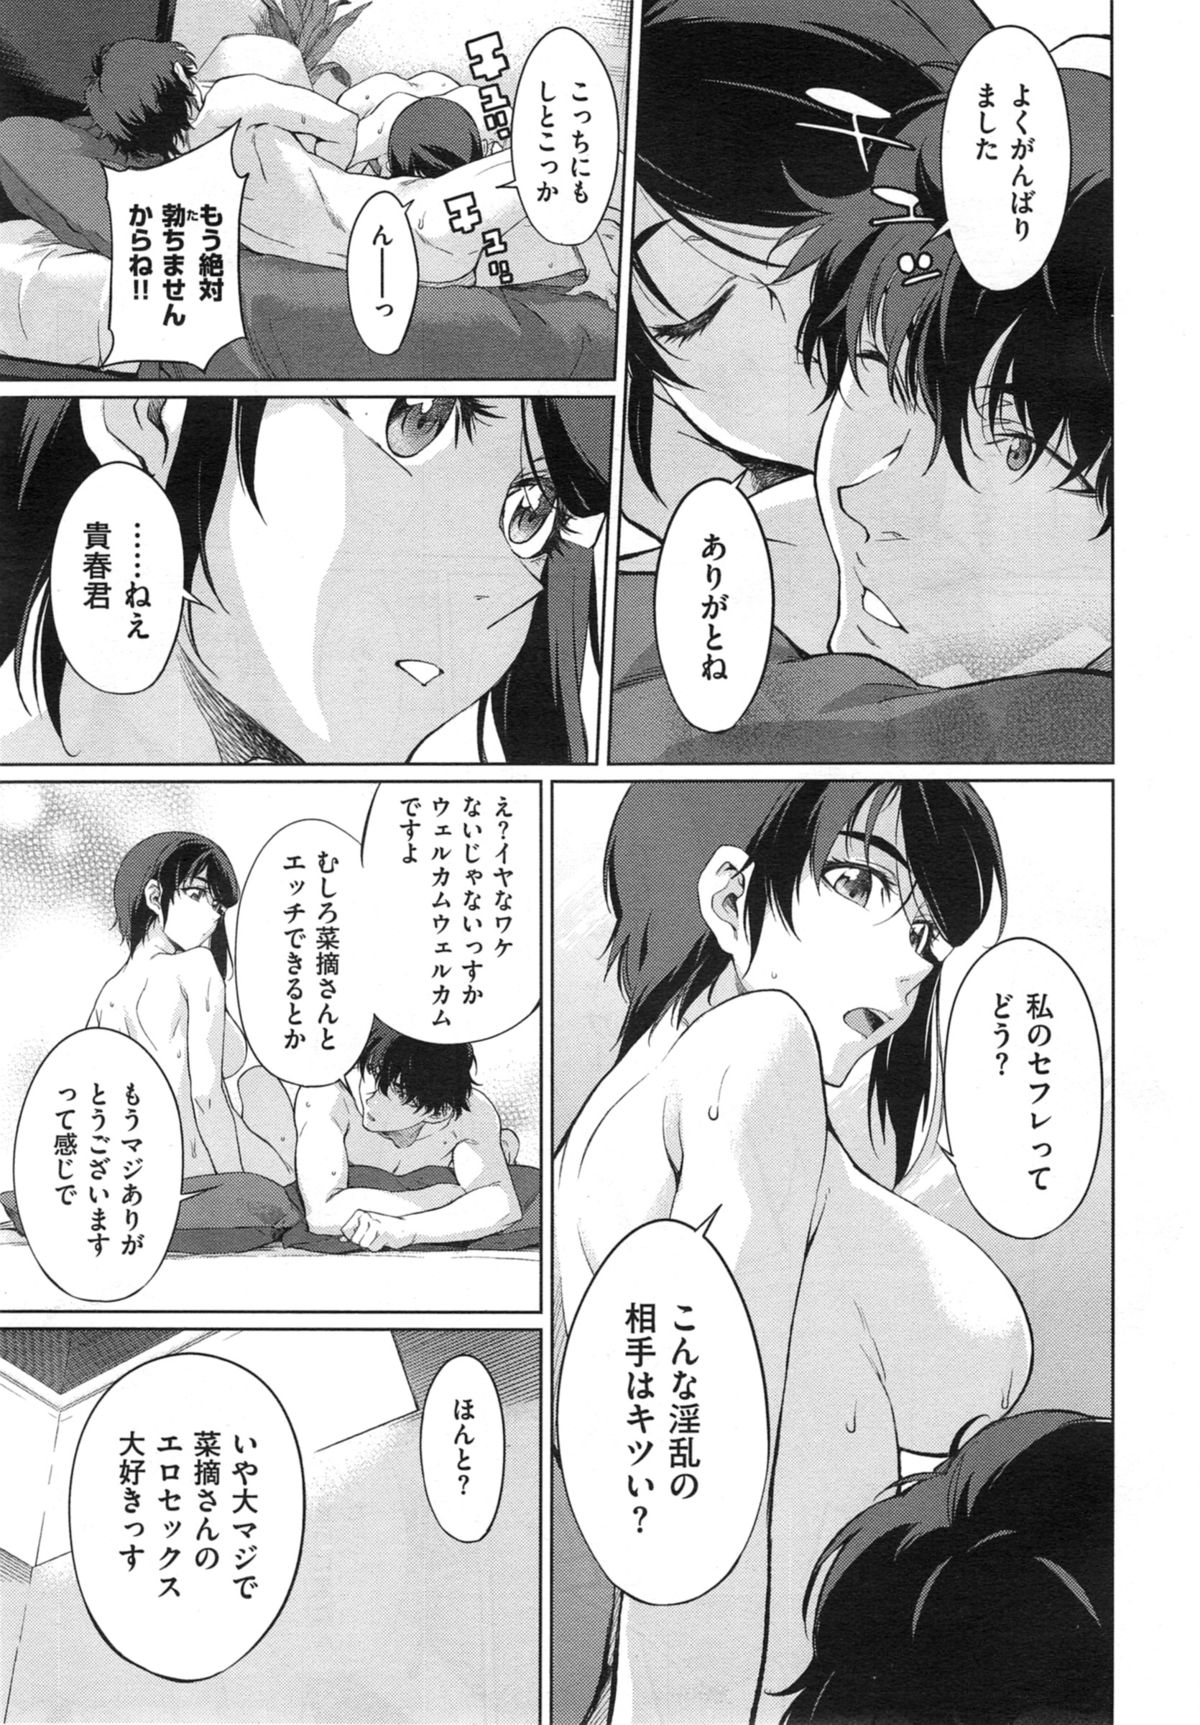 よくがんばり
ました
ギュ
ありがとね
こっちにも
しとこっか
んーーっ
エュ
エュ
もう絶対
勃ちません
た
からね!!
……ねえ
貴春君
私のセフレって
どう?
こんな淫乱の
相手はキツい?
え?イヤなワケ
ないじゃないっすか
ウェルカムウェルカム
ですよ
むしろ菜摘さんと
エッチできるとか
もうマジありが
とうございます
って感じで
ほんと?
いや大マジで
菜摘さんの
エロセックス
大好きっす